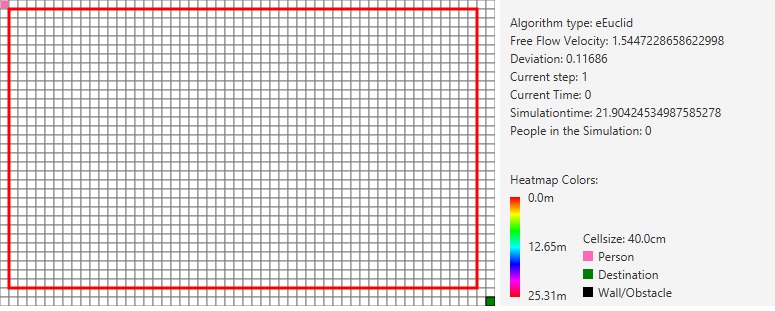 Algorithm type: eEuclid
Free Flow Velocity: 1.5447228658622998
Deviation: 0.11686
Current step: 1
Current Time: 0
Simulationtime: 21.90424534987585278
People in the Simulation: 0
Heatmap Colors:
0.0m
12.65m
25.31m
Cellsize: 40.0cm
Person
Destination
Wall/Obstacle